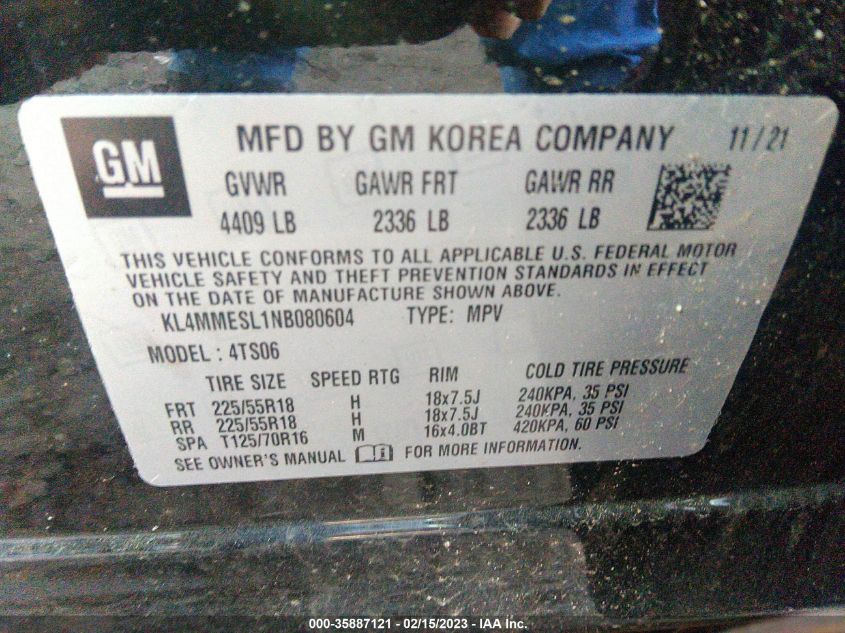 GM
MFD BY GM KOREA COMPANY 11/21
GVWR GAWR FRT GAWR RR
4409 LB 2336 LB 2336 LB
THIS VEHICLE CONFORMS TO ALL APPLICABLE U.S. FEDERAL MOTOR
VEHICLE SAFETY AND THEFT PREVENTION STANDARDS IN EFFECT
ON THE DATE OF MANUFACTURE SHOWN ABOVE.
KL4MMESL1NB080604 TYPE: MPV
MODEL : 4TS06
TIRE SIZE SPEED RTG RIM COLD TIRE PRESSURE
FRT 225/55R18 H 18x7.5J 240KPA, 35 PSI
RR 225/55R18 H 18x7.5J 240KPA, 35 PSI
SPA T125/70R16 M 16x4.0BT 420KPA, 60 PSI
SEE OWNER'S MANUAL FOR MORE INFORMATION.
000-35887121 - 02/15/2023 - IAA Inc.